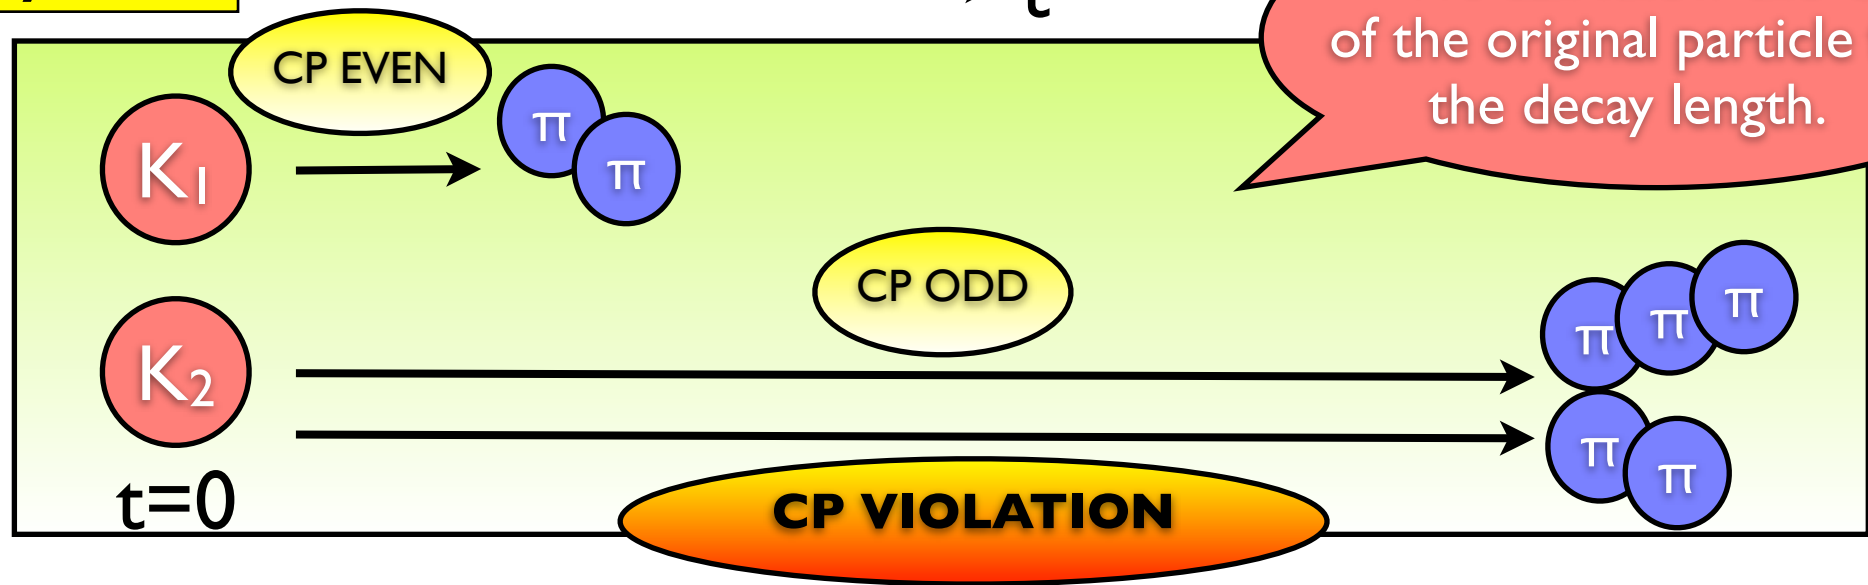 t
of the original particle
the decay length.
CP EVEN
π
π
K₁
CP ODD
π π π
K₂
π
π
t=0
CP VIOLATION